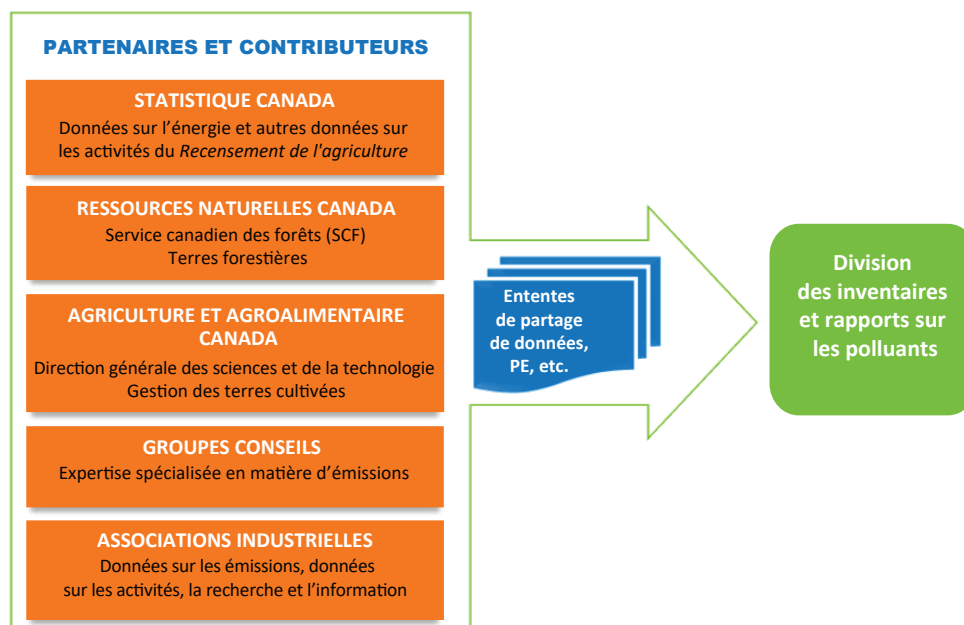 PARTENAIRES ET CONTRIBUTEURS
STATISTIQUE CANADA
Données sur l’énergie et autres données sur
les activités du Recensement de l'agriculture
RESSOURCES NATURELLES CANADA
Service canadien des forêts (SCF)
Terres forestières
AGRICULTURE ET AGROALIMENTAIRE
CANADA
Direction générale des sciences et de la technologie
Gestion des terres cultivées
GROUPES CONSEILS
Expertise spécialisée en matière d’émissions
ASSOCIATIONS INDUSTRIELLES
Données sur les émissions, données
sur les activités, la recherche et l’information
Ententes
de partage
de données,
PE, etc.
Division
des inventaires
et rapports sur
les polluants